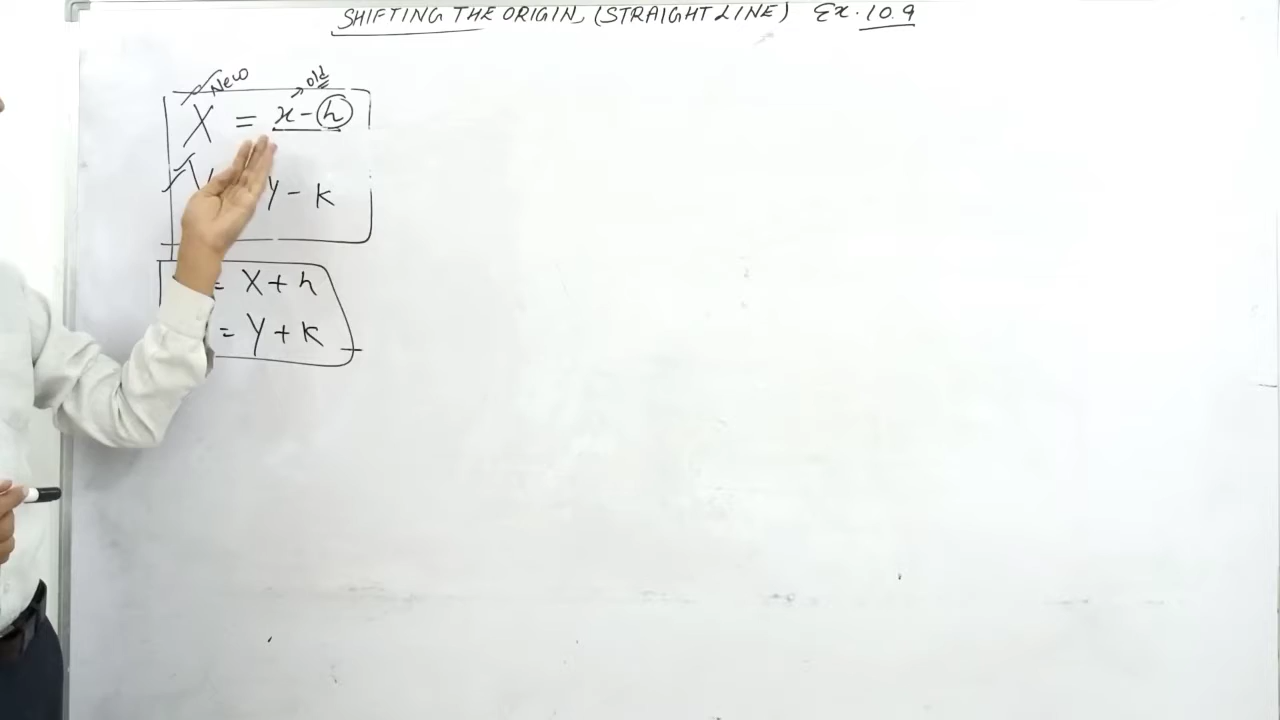 SHIFTING THE ORIGIN, (STRAIGHT LINE) Ex. 10.9
New old
X = x - h
y - k
= X + h
= Y + k